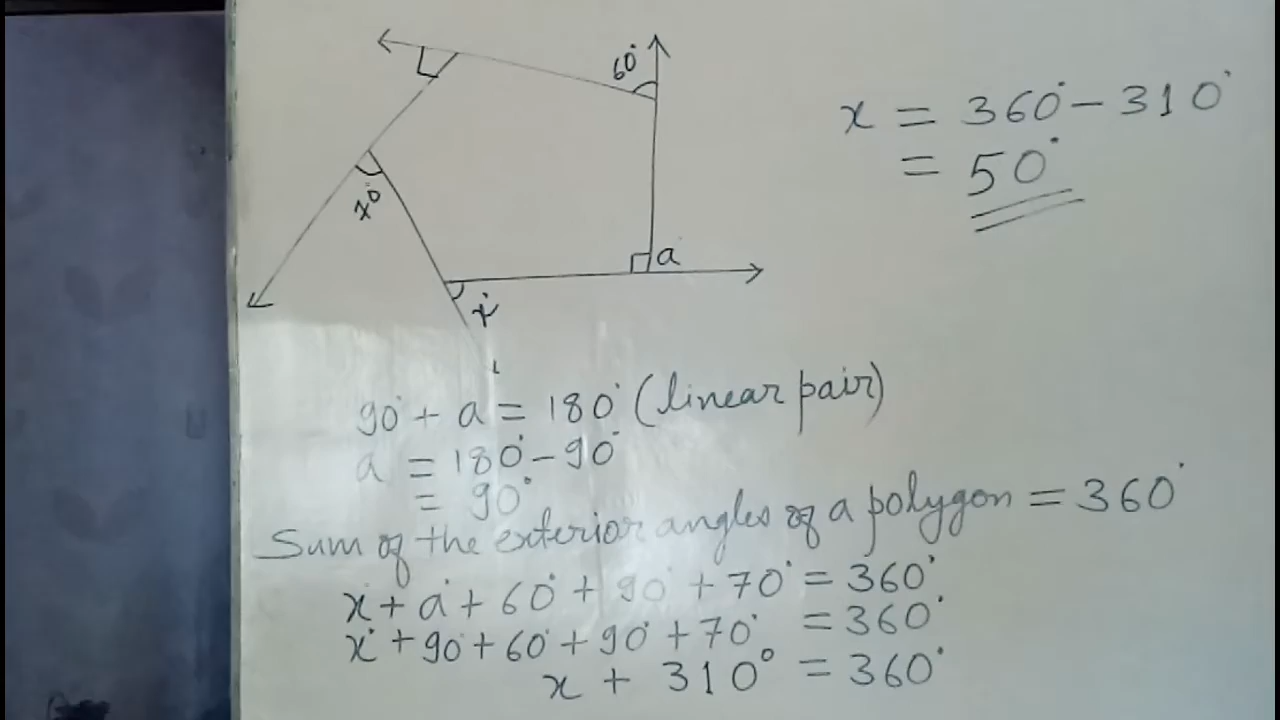 60°
x = 360° - 310°
= 50°
70°
a
x°
90° + a = 180° (linear pair)
a = 180° - 90°
= 90°
Sum of the exterior angles of a polygon = 360°
x° + a° + 60° + 90° + 70° = 360°
x° + 90° + 60° + 90° + 70° = 360°
x + 310° = 360°